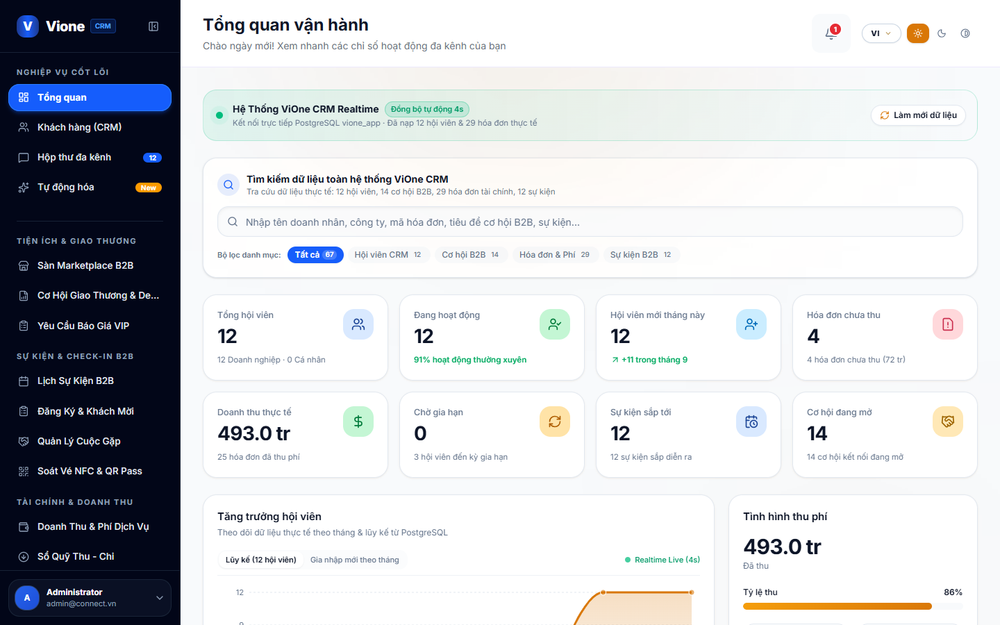 V Vione CRM
NGHIỆP VỤ CỐT LÕI
Tổng quan
Khách hàng (CRM)
Hộp thư đa kênh 12
Tự động hóa New
TIỆN ÍCH & GIAO THƯƠNG
Sàn Marketplace B2B
Cơ Hội Giao Thương & De...
Yêu Cầu Báo Giá VIP
SỰ KIỆN & CHECK-IN B2B
Lịch Sự Kiện B2B
Đăng Ký & Khách Mời
Quản Lý Cuộc Gặp
Soát Vé NFC & QR Pass
TÀI CHÍNH & DOANH THU
Doanh Thu & Phí Dịch Vụ
Sổ Quỹ Thu - Chi
A Administrator
admin@connect.vn
Tổng quan vận hành
Chào ngày mới! Xem nhanh các chỉ số hoạt động đa kênh của bạn
1
VI
Hệ Thống ViOne CRM Realtime Đồng bộ tự động 4s
Kết nối trực tiếp PostgreSQL vione_app · Đã nạp 12 hội viên & 29 hóa đơn thực tế
Làm mới dữ liệu
Tìm kiếm dữ liệu toàn hệ thống ViOne CRM
Tra cứu dữ liệu thực tế: 12 hội viên, 14 cơ hội B2B, 29 hóa đơn tài chính, 12 sự kiện
Nhập tên doanh nhân, công ty, mã hóa đơn, tiêu đề cơ hội B2B, sự kiện...
Bộ lọc danh mục: Tất cả 67 Hội viên CRM 12 Cơ hội B2B 14 Hóa đơn & Phí 29 Sự kiện B2B 12
Tổng hội viên
12
12 Doanh nghiệp · 0 Cá nhân
Đang hoạt động
12
91% hoạt động thường xuyên
Hội viên mới tháng này
12
+11 trong tháng 9
Hóa đơn chưa thu
4
4 hóa đơn chưa thu (72 tr)
Doanh thu thực tế
493.0 tr
25 hóa đơn đã thu phí
Chờ gia hạn
0
3 hội viên đến kỳ gia hạn
Sự kiện sắp tới
12
12 sự kiện sắp diễn ra
Cơ hội đang mở
14
14 cơ hội kết nối đang mở
Tăng trưởng hội viên
Theo dõi dữ liệu thực tế theo tháng & lũy kế từ PostgreSQL
Lũy kế (12 hội viên) Gia nhập mới theo tháng
Realtime Live (4s)
12
9
Tình hình thu phí
493.0 tr
Đã thu
Tỷ lệ thu 86%